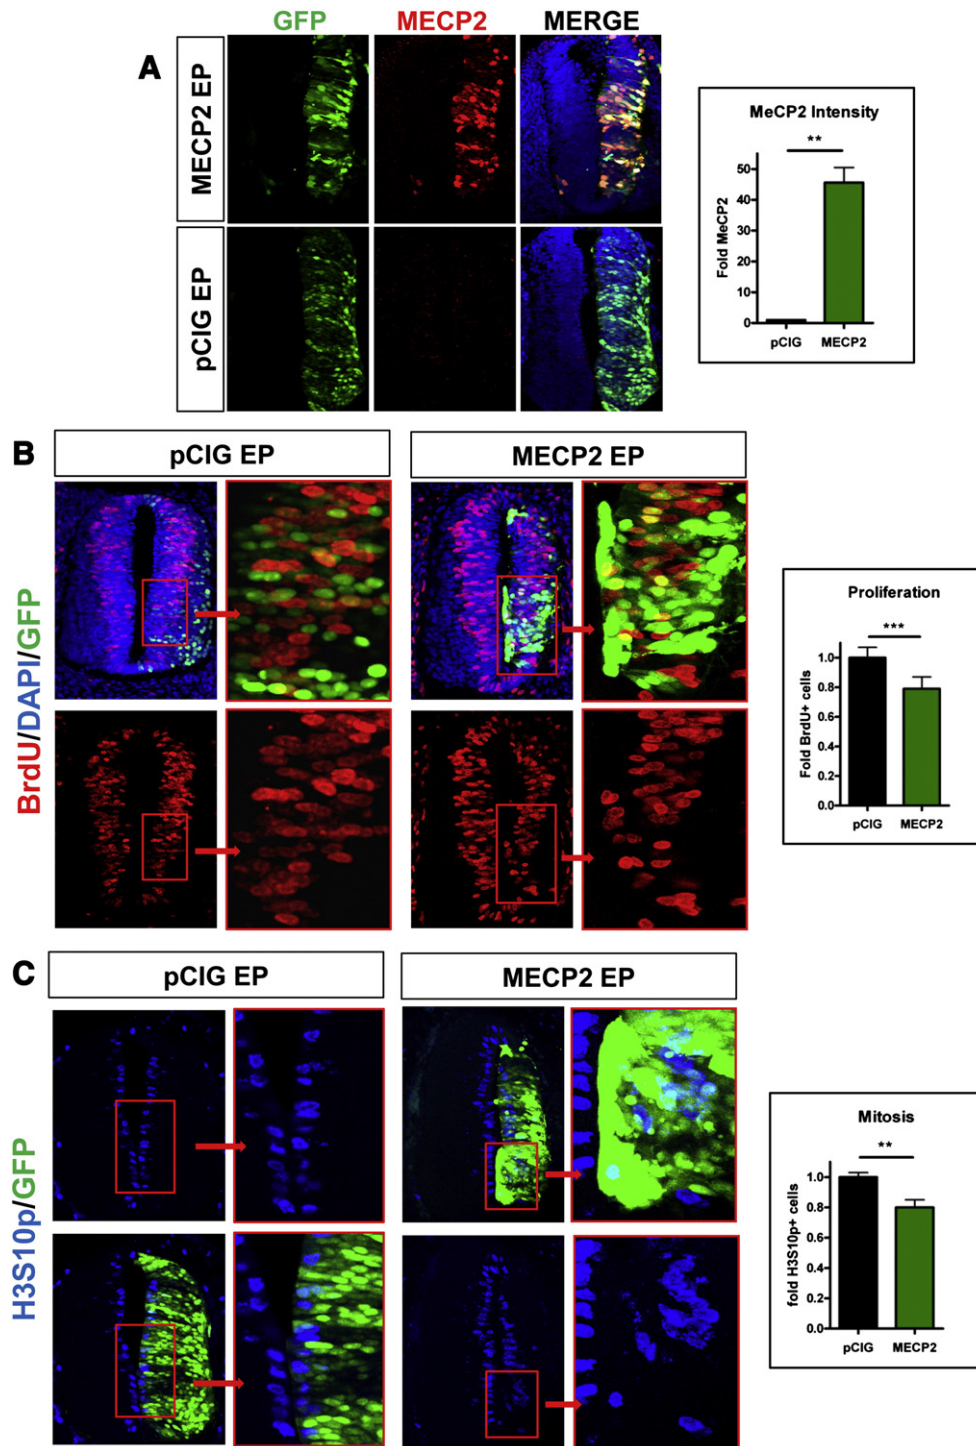 GFP MECP2 MERGE
A
MECP2 EP
pCIG EP
MeCP2 Intensity
**
Fold MeCP2
50
40
30
20
10
0
pCIG MECP2
B
pCIG EP
MECP2 EP
BrdU/DAPI/GFP
Proliferation
***
Fold BrdU+ cells
1.0
0.8
0.6
0.4
0.2
0.0
pCIG MECP2
C
pCIG EP
MECP2 EP
H3S10p/GFP
Mitosis
**
fold H3S10p+ cells
1.0
0.8
0.6
0.4
0.2
0.0
pCIG MECP2